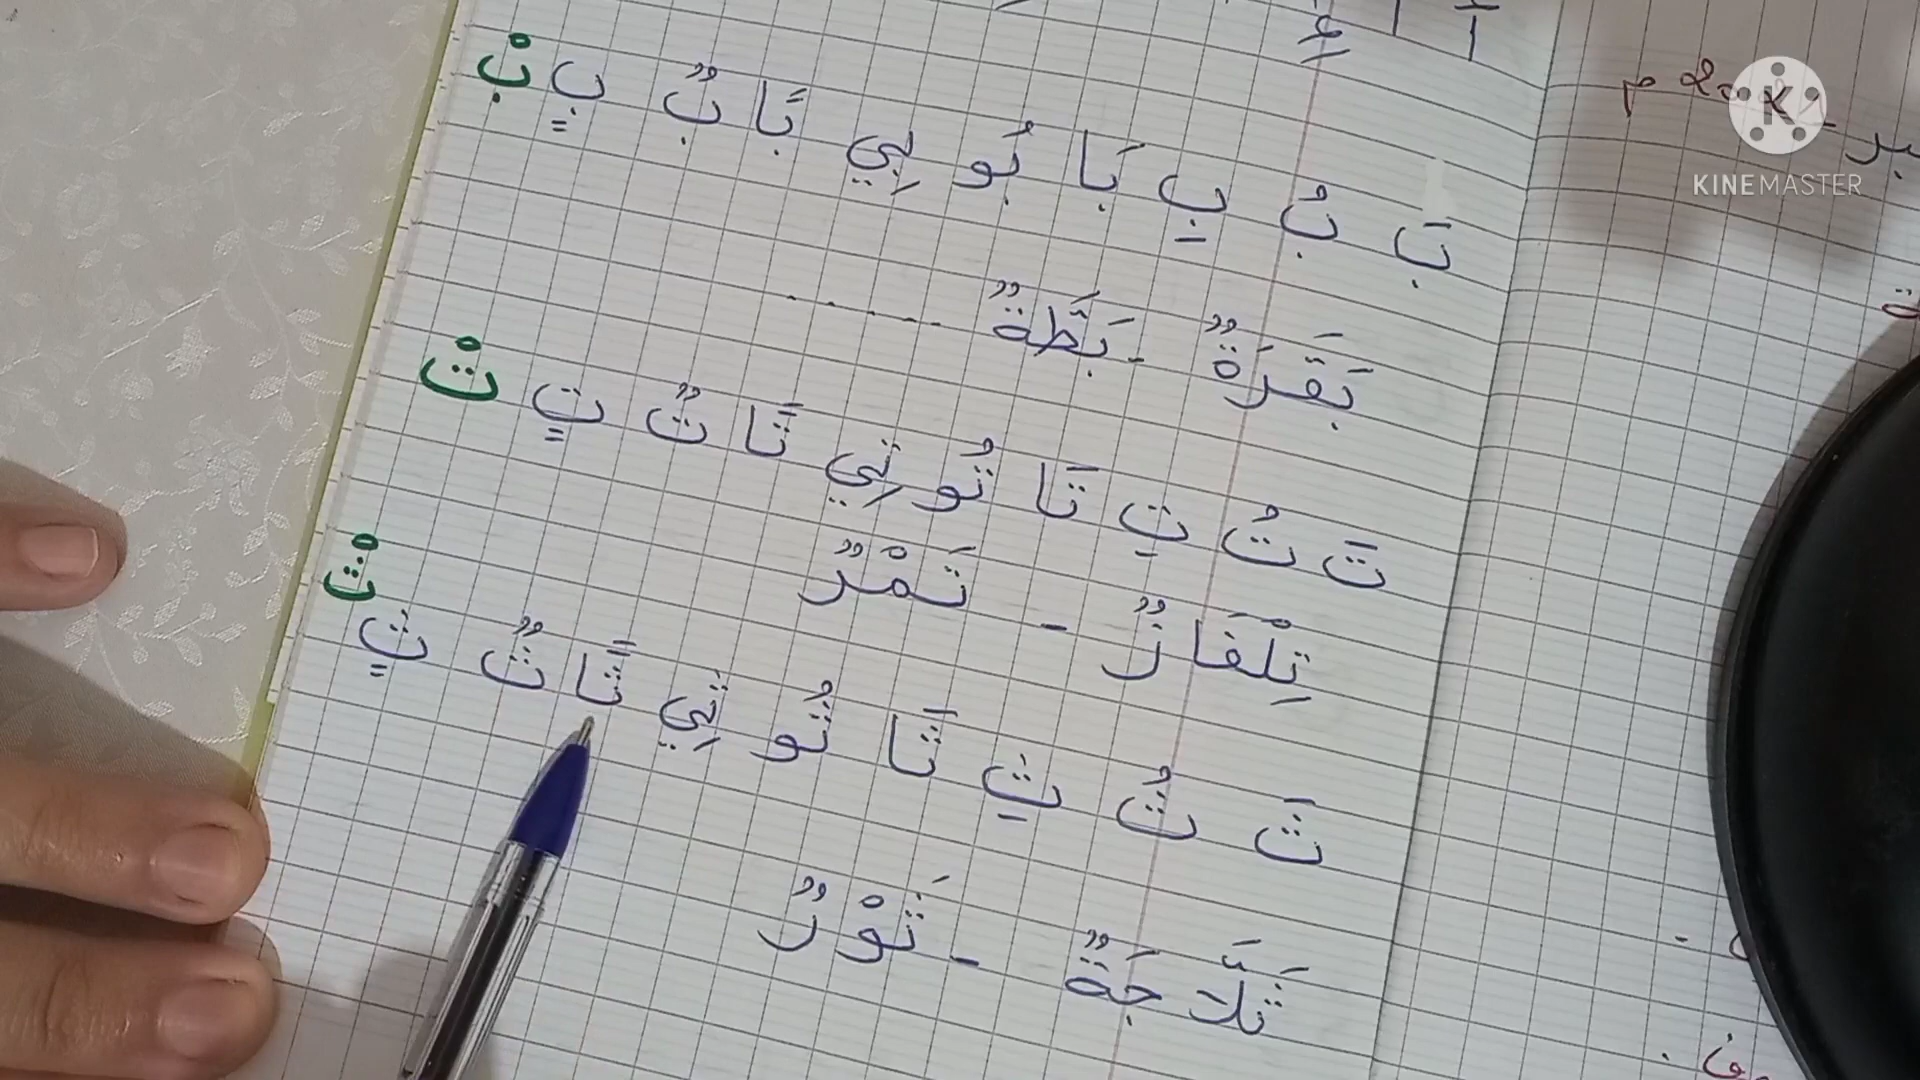 بَ بُ بِ بَا بُو بِي بًا بٌ بٍ بْ
بَقَرَةٌ - بَطَّةٌ - - - - -
تَ تُ تِ تَا تُو تِي تًا تٌ تٍ تْ
تِلْفَازٌ - تَمْرٌ
ثَ ثُ ثِ ثَا ثُو ثِي ثًا ثٌ ثٍ ثْ
ثَلَّاجَةٌ - ثَوْرٌ
KINEMASTER